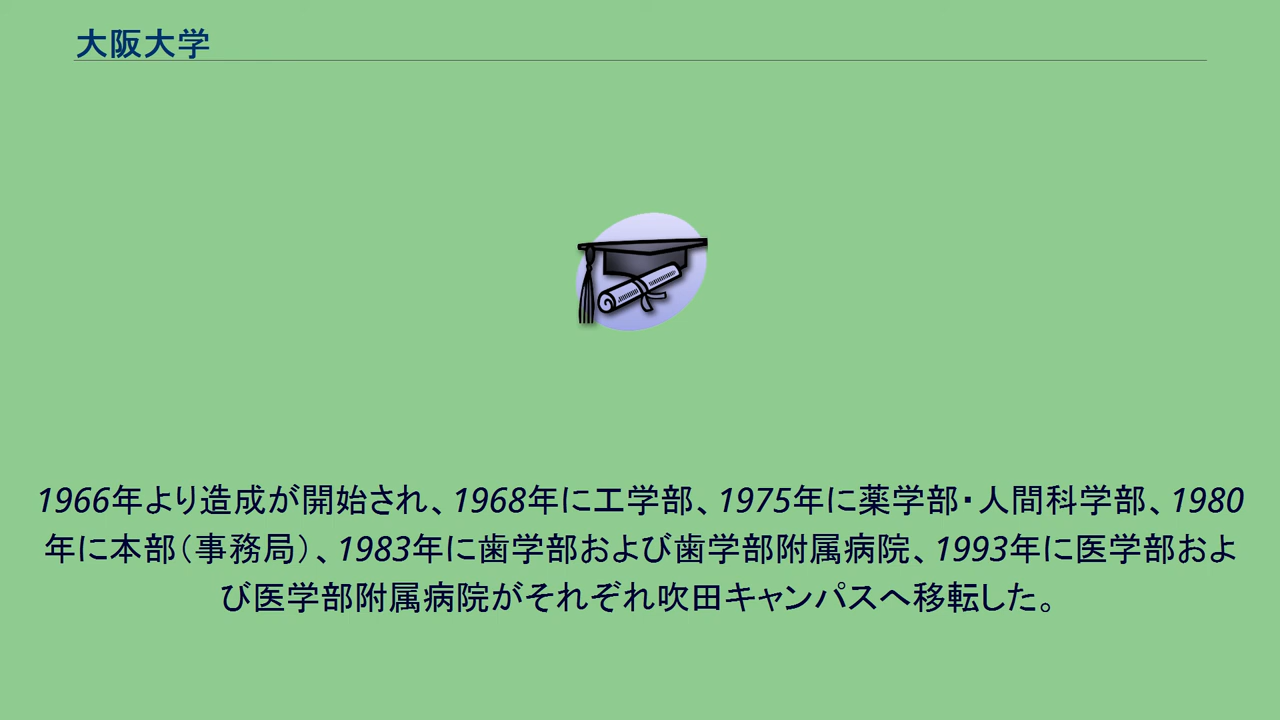 大阪大学
1966年より造成が開始され、1968年に工学部、1975年に薬学部・人間科学部、1980
年に本部（事務局）、1983年に歯学部および歯学部附属病院、1993年に医学部およ
び医学部附属病院がそれぞれ吹田キャンパスへ移転した。